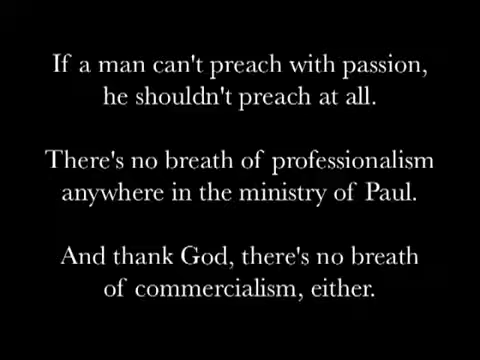 If a man can't preach with passion,
he shouldn't preach at all.
There's no breath of professionalism
anywhere in the ministry of Paul.
And thank God, there's no breath
of commercialism, either.